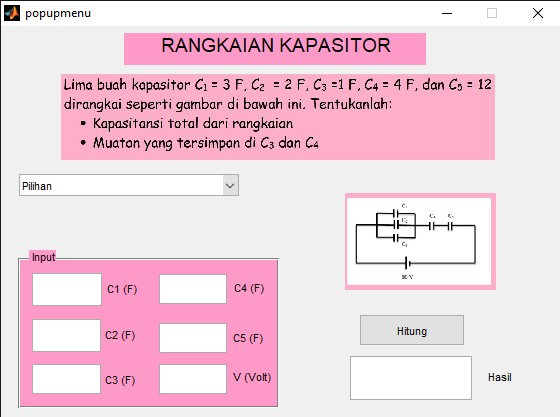 popupmenu
RANGKAIAN KAPASITOR
Lima buah kapasitor C₁ = 3 F, C₂ = 2 F, C₃ =1 F, C₄ = 4 F, dan C₅ = 12
dirangkai seperti gambar di bawah ini. Tentukanlah:
• Kapasitansi total dari rangkaian
• Muatan yang tersimpan di C₃ dan C₄
Pilihan
Input
C1 (F)
C4 (F)
C2 (F)
C5 (F)
C3 (F)
V (Volt)
Hitung
Hasil